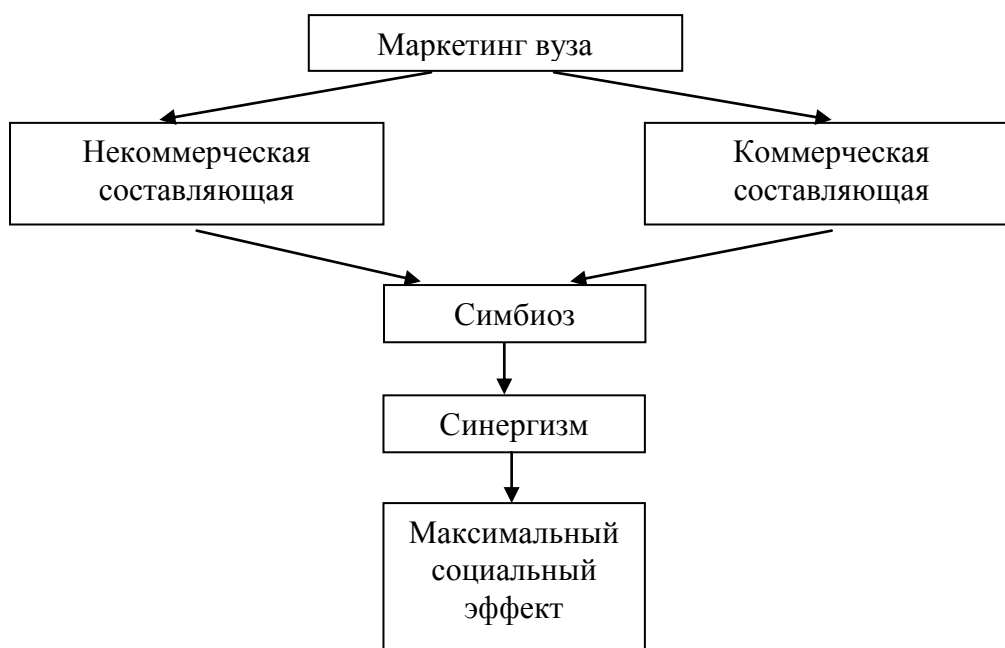 Маркетинг вуза
Некоммерческая
составляющая
Коммерческая
составляющая
Симбиоз
Синергизм
Максимальный
социальный
эффект